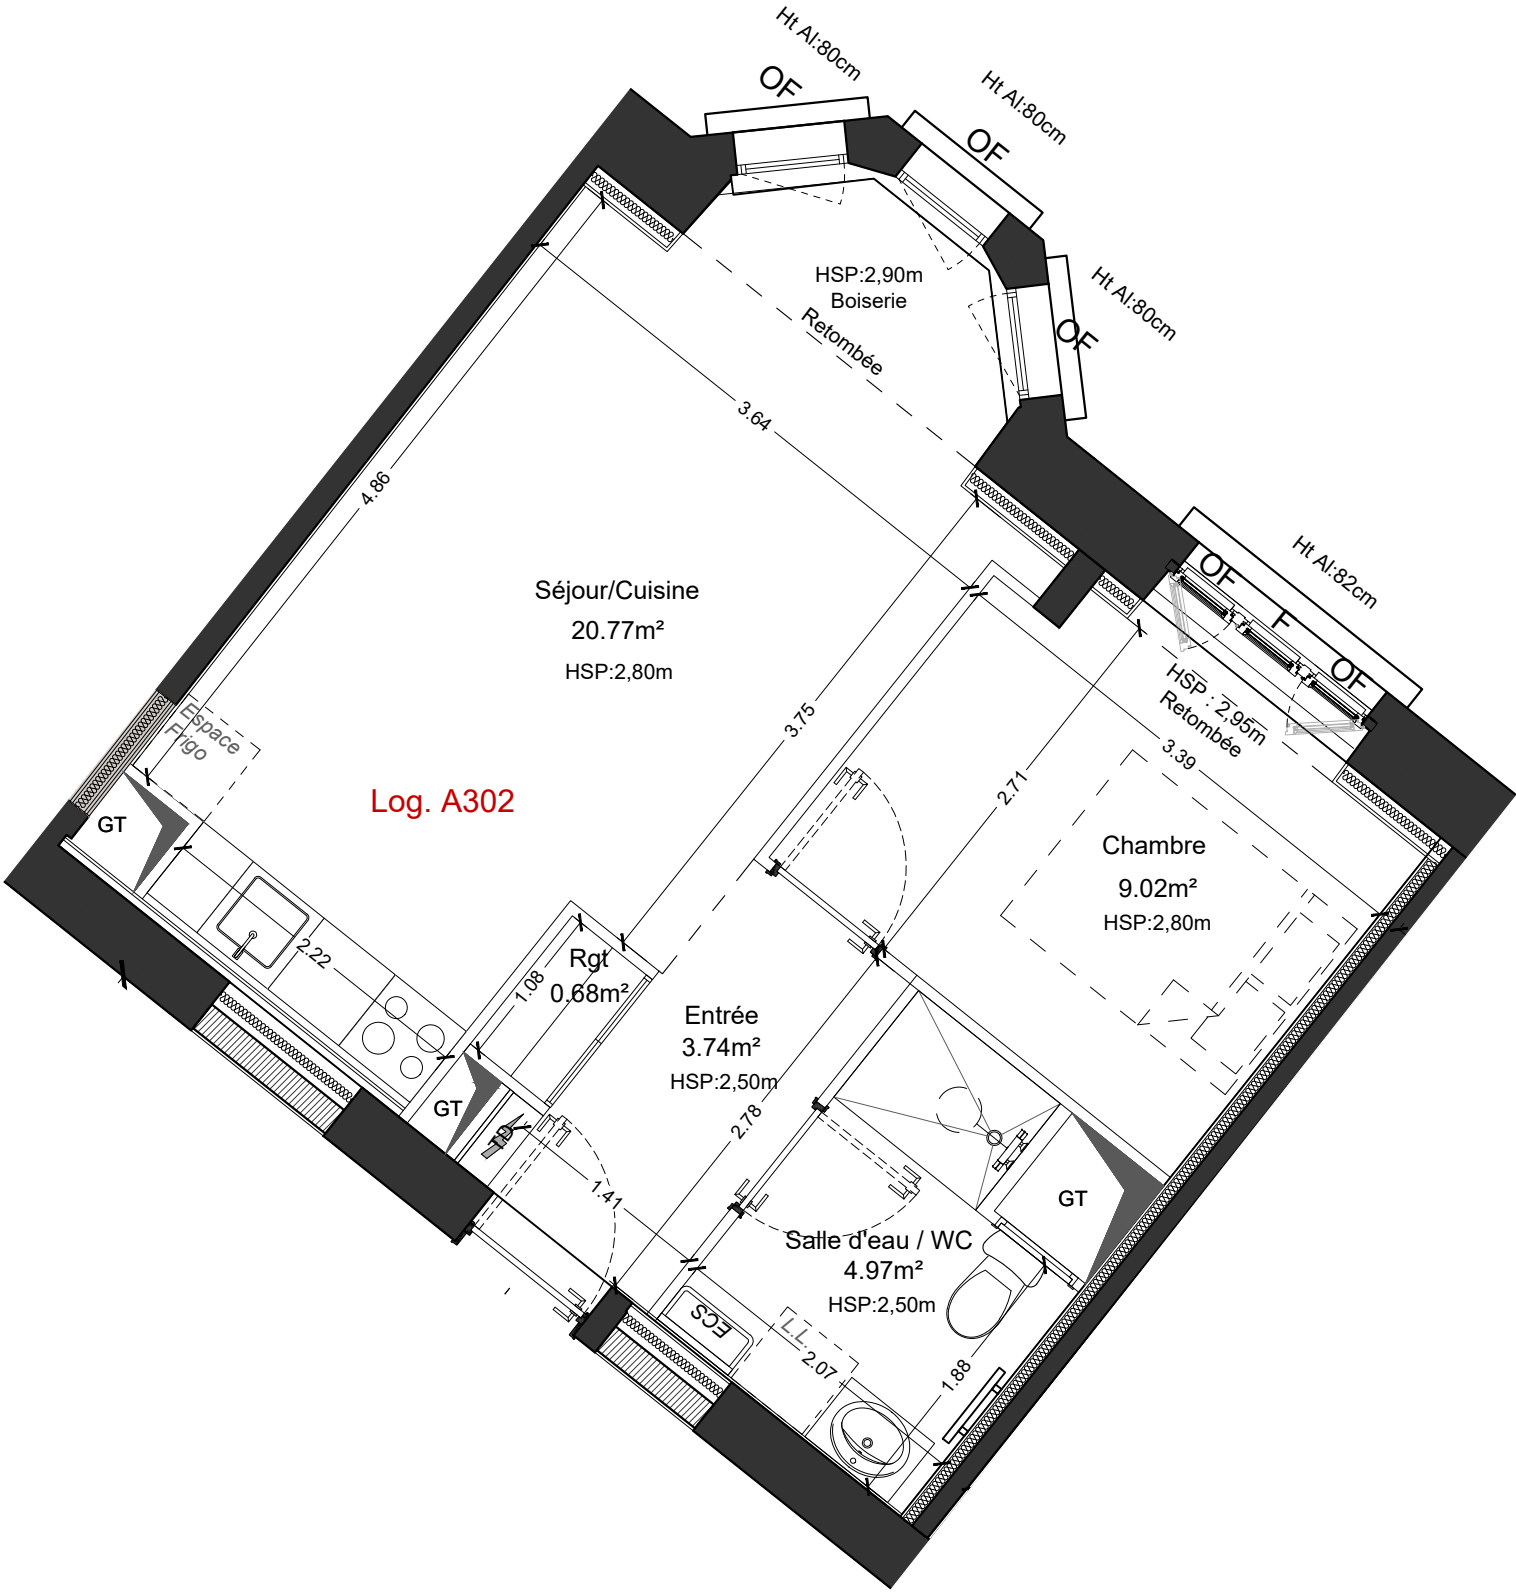 Ht Al:80cm
OF
Ht Al:80cm
OF
HSP:2,90m
Boiserie
Ht Al:80cm
OF
Retombée
3.64
4.86
Ht Al:82cm
OF
F
OF
HSP : 2,95m
Retombée
3.39
Séjour/Cuisine
20.77m²
HSP:2,80m
3.75
2.71
Espace
Frigo
Log. A302
GT
Chambre
9.02m²
HSP:2,80m
2.22
1.08
Rgt
0.68m²
Entrée
3.74m²
HSP:2,50m
GT
2.78
1.41
GT
Salle d'eau / WC
4.97m²
HSP:2,50m
ECS
L.L.
2.07
1.88